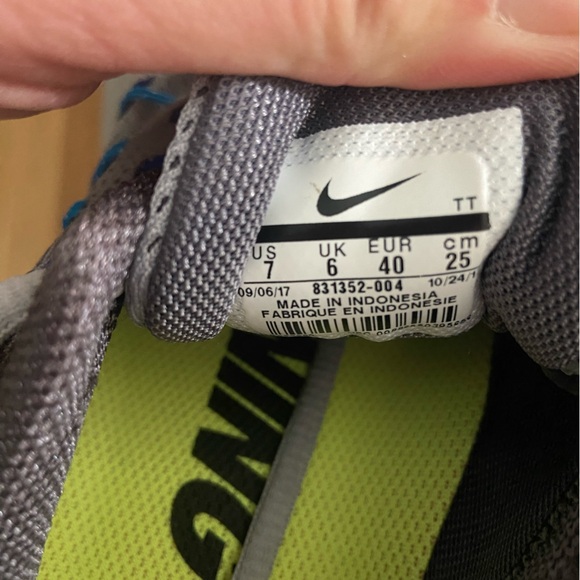 TT
US UK EUR cm
7 6 40 25
09/06/17 831352-004 10/24/1
MADE IN INDONESIA
FABRIQUE EN INDONESIE
NING